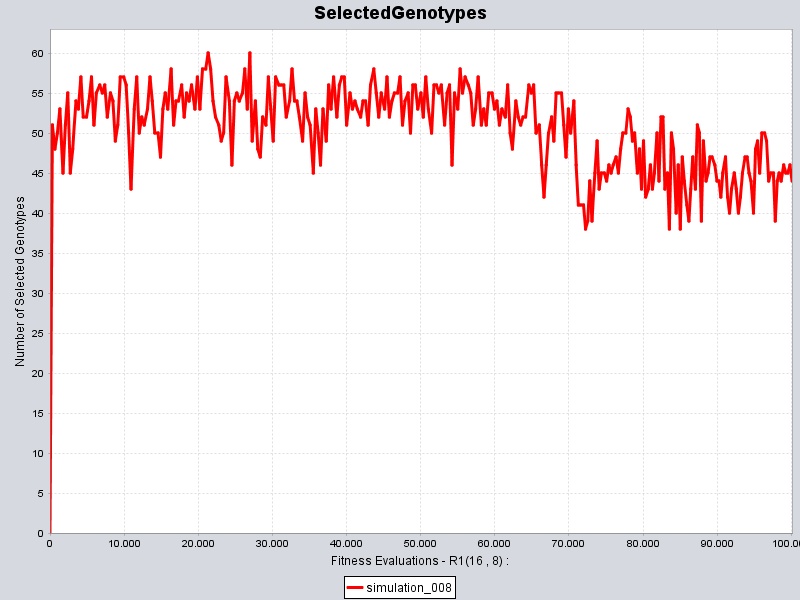 SelectedGenotypes
Number of Selected Genotypes
60
55
50
45
40
35
30
25
20
15
10
5
0
0 10.000 20.000 30.000 40.000 50.000 60.000 70.000 80.000 90.000 100.00
Fitness Evaluations - R1(16 , 8) :
simulation_008